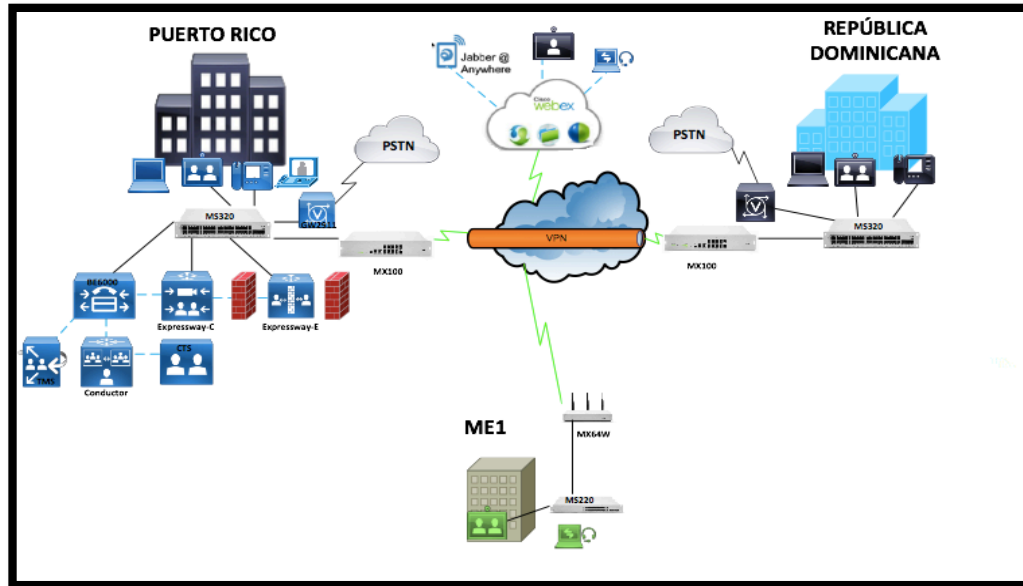 PUERTO RICO
REPÚBLICA
DOMINICANA
Jabber @
Anywhere
Cisco
webex
PSTN
PSTN
MS320
V
V
MS320
VPN
MX100
MX100
BE6000
Expressway-C
Expressway-E
TMS
CTS
Conductor
ME1
MX64W
MS220